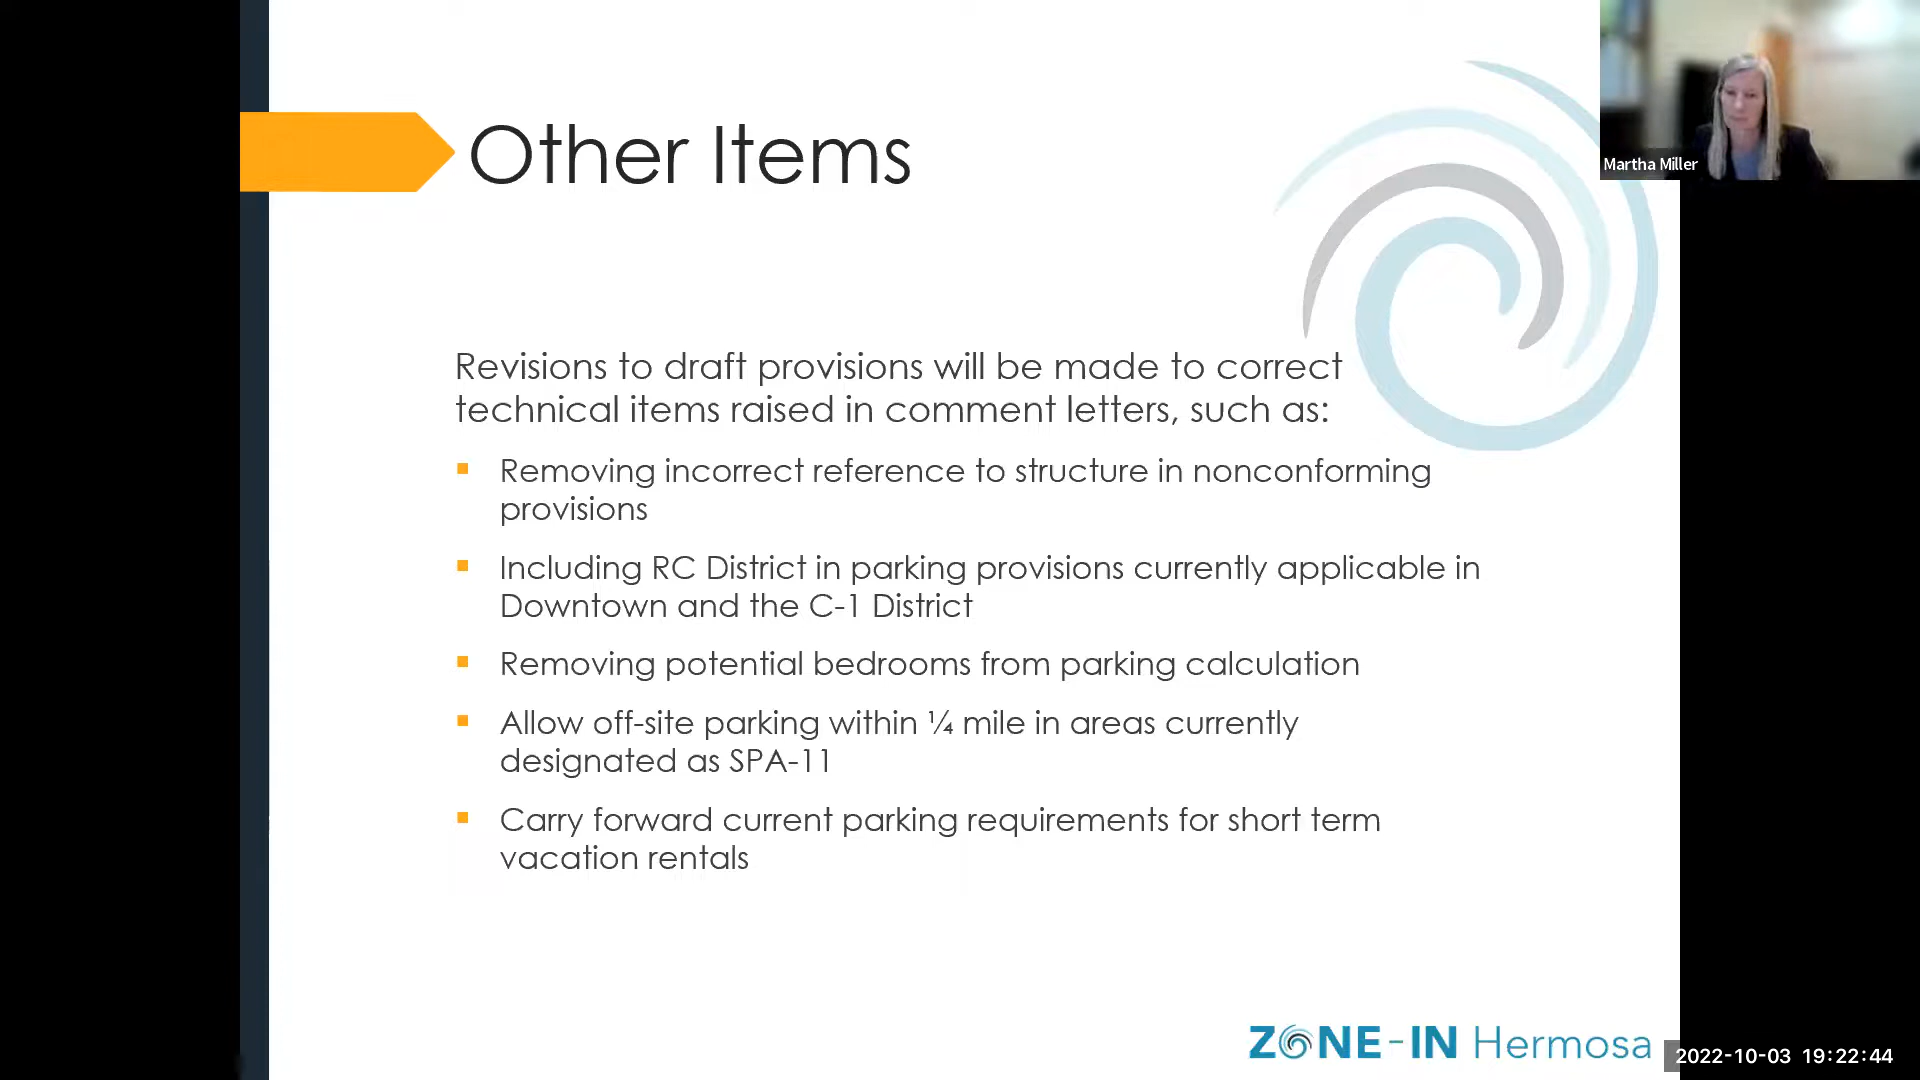 Other Items
Martha Miller
Revisions to draft provisions will be made to correct
technical items raised in comment letters, such as:
Removing incorrect reference to structure in nonconforming
provisions
Including RC District in parking provisions currently applicable in
Downtown and the C-1 District
Removing potential bedrooms from parking calculation
Allow off-site parking within ¼ mile in areas currently
designated as SPA-11
Carry forward current parking requirements for short term
vacation rentals
ZONE-IN Hermosa
2022-10-03 19:22:44